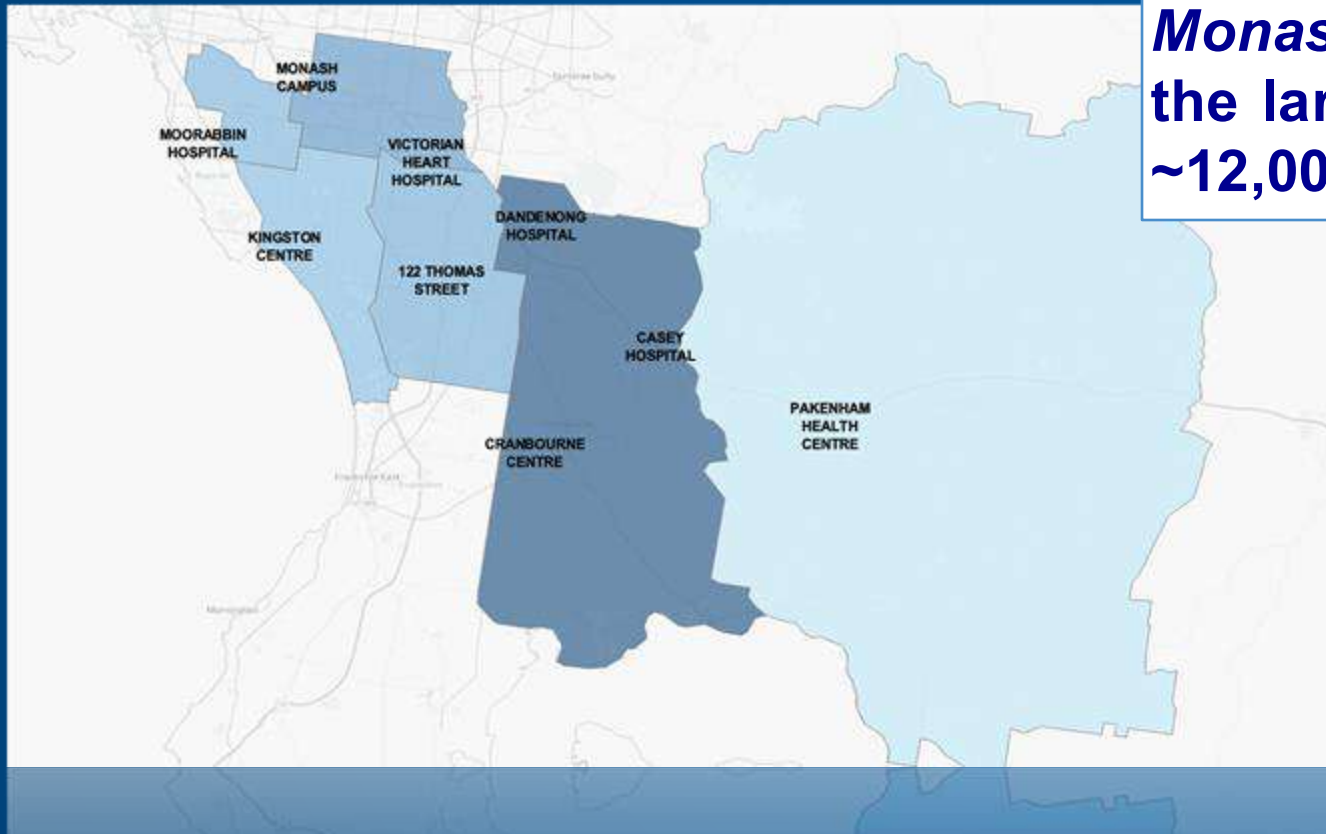 Monas
the lar
~12,00
MONASH
CAMPUS
MOORABBIN
HOSPITAL
VICTORIAN
HEART
HOSPITAL
DANDENONG
HOSPITAL
KINGSTON
CENTRE
122 THOMAS
STREET
CASEY
HOSPITAL
PAKENHAM
HEALTH
CENTRE
CRANBOURNE
CENTRE
Mornington